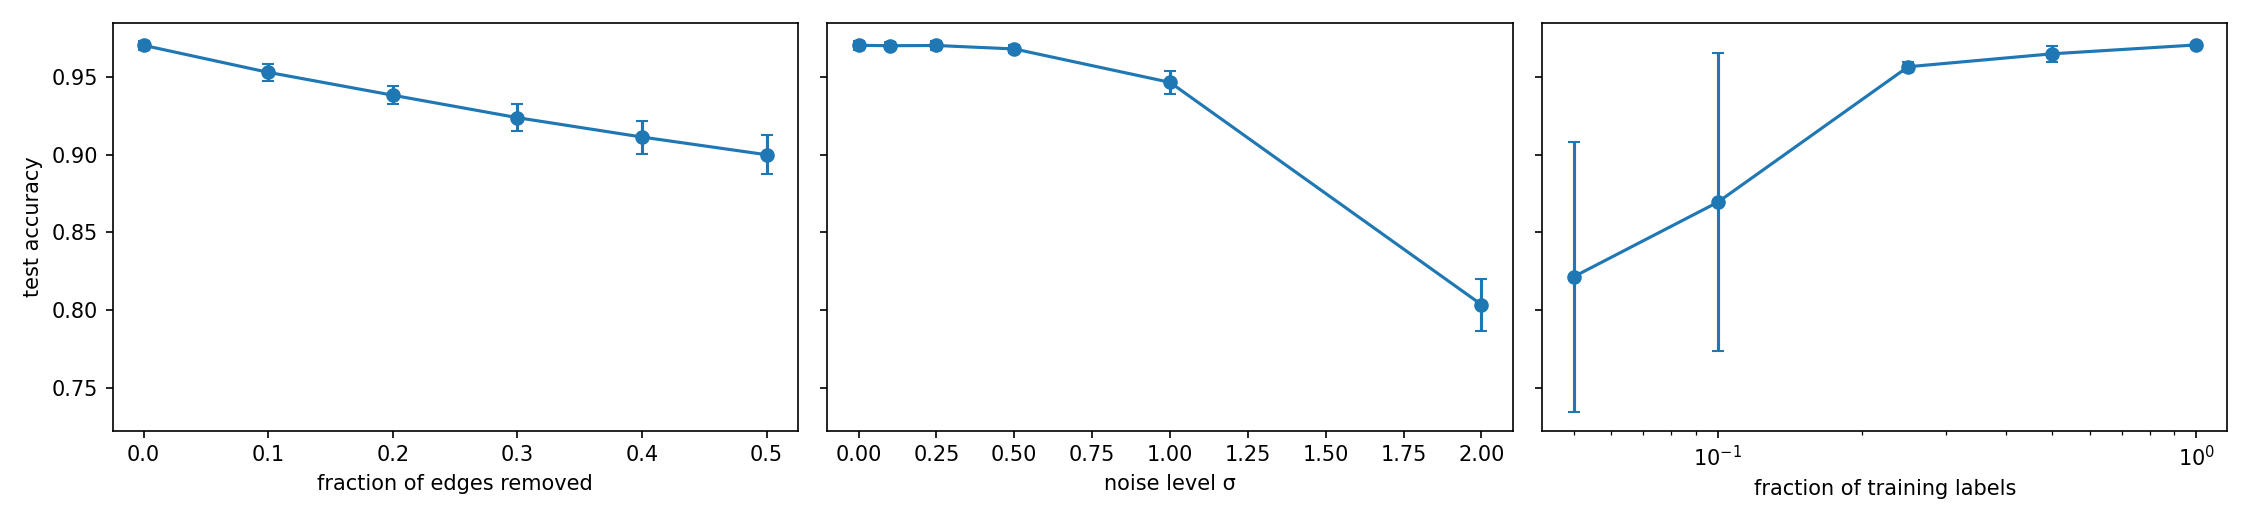 test accuracy
0.95
0.90
0.85
0.80
0.75
0.0 0.1 0.2 0.3 0.4 0.5
fraction of edges removed
0.00 0.25 0.50 0.75 1.00 1.25 1.50 1.75 2.00
noise level σ
10⁻¹ 10⁰
fraction of training labels